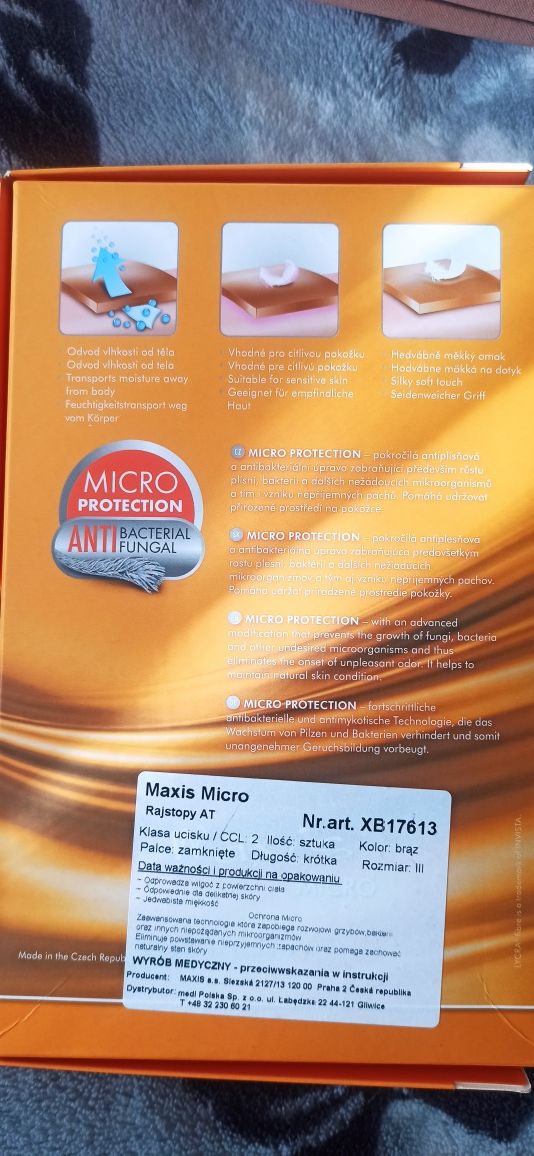 Odvod vlhkosti od těla
Odvod vlhkosti od tela
Transports moisture away
from body
Feuchtigkeitstransport weg
vom Körper
Vhodné pro citlivou pokožku
Vhodné pre citlivú pokožku
Suitable for sensitive skin
Geeignet für empfindliche
Haut
Hedvábně měkký omak
Hodvábne mäkká na dotyk
Silky soft touch
Seidenweicher Griff
MICRO
PROTECTION
ANTI BACTERIAL
FUNGAL
CZ MICRO PROTECTION – pokročilá antiplísňová
a antibakteriální úprava zabraňující především růstu
plísní, bakterií a dalších nežádoucích mikroorganismů
a tím i vzniku nepříjemných pachů. Pomáhá udržovat
přirozené prostředí na pokožce.
SK MICRO PROTECTION – pokročilá antiplesňová
a antibakteriálna úprava zabraňujúca predovšetkým
rastu plesní, baktérií a ďalších nežiaducich
mikroorganizmov a tým aj vzniku nepríjemných pachov.
Pomáha udržať prirodzené prostredie pokožky.
MICRO PROTECTION – with an advanced
modification that prevents the growth of fungi, bacteria
and other undesired microorganisms and thus
eliminates the onset of unpleasant odor. It helps to
maintain natural skin condition.
MICRO PROTECTION – fortschrittliche
antibakterielle und antimykotische Technologie, die das
Wachstum von Pilzen und Bakterien verhindert und somit
unangenehmer Geruchsbildung vorbeugt.
Maxis Micro
Rajstopy AT
Nr.art. XB17613
Klasa ucisku / CCL: 2 Ilość: sztuka Kolor: brąz
Palce: zamknięte Długość: krótka Rozmiar: III
Data ważności i produkcji na opakowaniu
– Odprowadza wilgoć z powierzchni ciała
– Odpowiednie dla delikatnej skóry
– Jedwabista miękkość
Ochrona Micro
Zaawansowana technologia która zapobiega rozwojowi grzybów, bakterii
oraz innych niepożądanych mikroorganizmów
Eliminuje powstawanie nieprzyjemnych zapachów oraz pomaga zachować
naturalny stan skóry
WYRÓB MEDYCZNY - przeciwwskazania w instrukcji
Producent: MAXIS a.s. Slezská 2127/13 120 00 Praha 2 Česká republika
Dystrybutor: medi Polska Sp. z o.o. ul. Łabędzka 22 44-121 Gliwice
T +48 32 230 60 21
Made in the Czech Repub
LYCRA® fibre is a trademark of INVISTA.